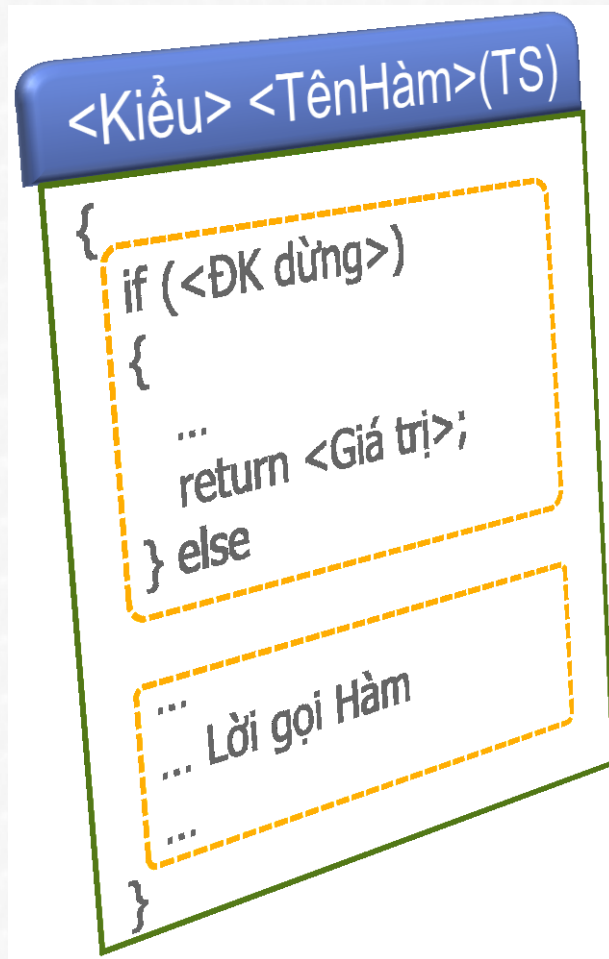 <Kiểu> <TênHàm>(TS)
{
if (<ĐK dừng>)
{
...
return <Giá trị>;
} else
...
... Lời gọi Hàm
...
}